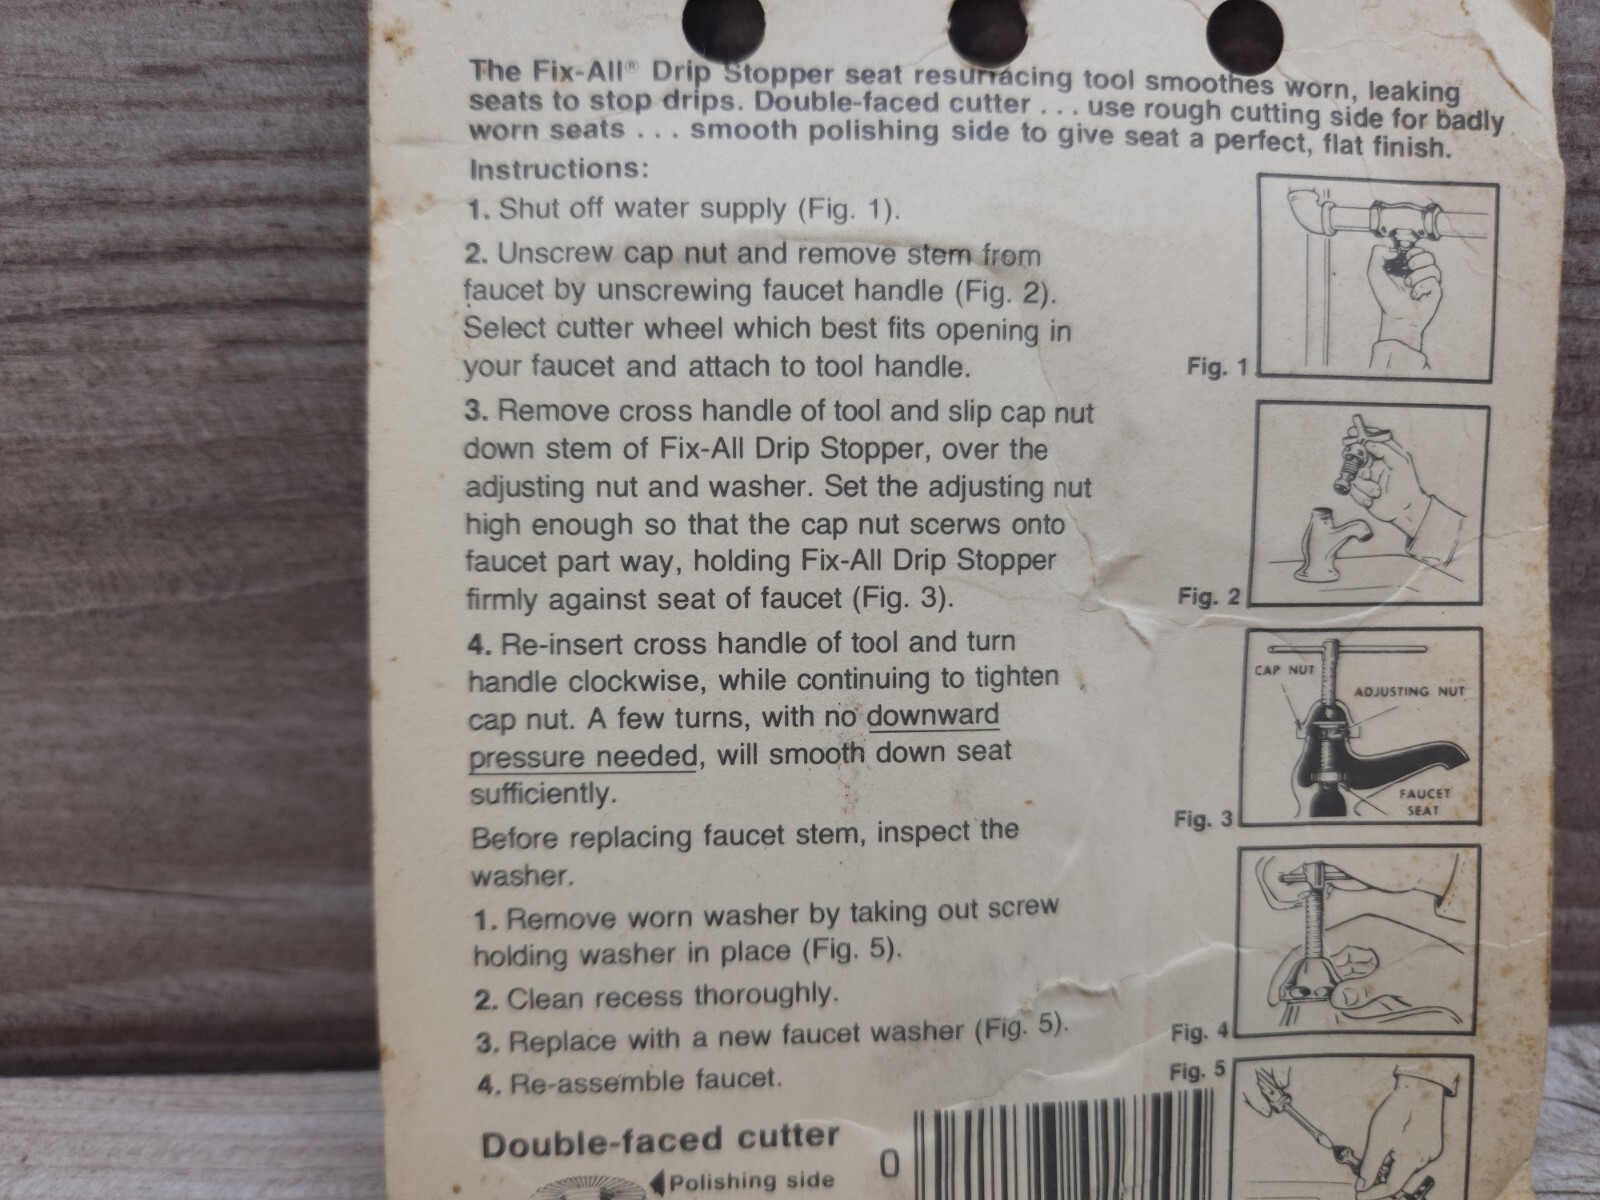 The Fix-All® Drip Stopper seat resurfacing tool smoothes worn, leaking
seats to stop drips. Double-faced cutter . . . use rough cutting side for badly
worn seats . . . smooth polishing side to give seat a perfect, flat finish.
Instructions:
1. Shut off water supply (Fig. 1).
2. Unscrew cap nut and remove stem from
faucet by unscrewing faucet handle (Fig. 2).
Select cutter wheel which best fits opening in
your faucet and attach to tool handle.
Fig. 1
3. Remove cross handle of tool and slip cap nut
down stem of Fix-All Drip Stopper, over the
adjusting nut and washer. Set the adjusting nut
high enough so that the cap nut scerws onto
faucet part way, holding Fix-All Drip Stopper
firmly against seat of faucet (Fig. 3).
Fig. 2
4. Re-insert cross handle of tool and turn
handle clockwise, while continuing to tighten
cap nut. A few turns, with no downward
pressure needed, will smooth down seat
sufficiently.
CAP NUT
ADJUSTING NUT
FAUCET
SEAT
Fig. 3
Before replacing faucet stem, inspect the
washer.
1. Remove worn washer by taking out screw
holding washer in place (Fig. 5).
2. Clean recess thoroughly.
3. Replace with a new faucet washer (Fig. 5).
4. Re-assemble faucet.
Fig. 4
Fig. 5
Double-faced cutter
Polishing side
0